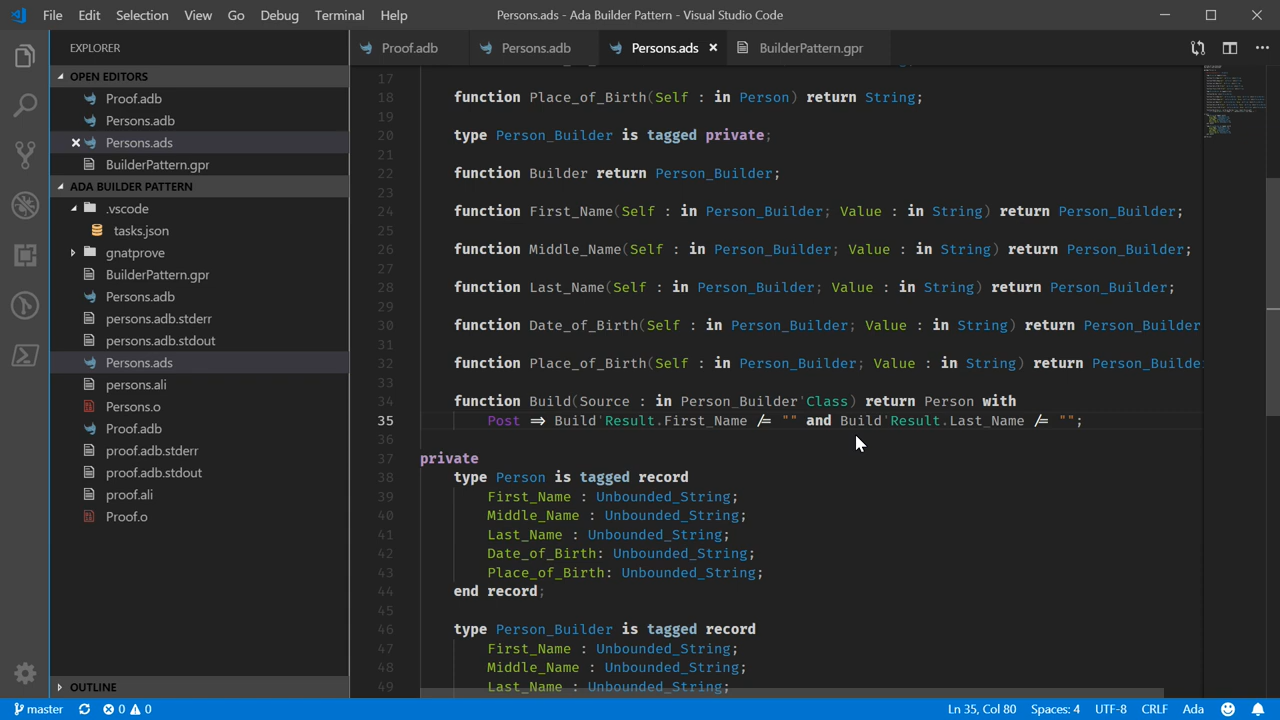 File Edit Selection View Go Debug Terminal Help
Persons.ads - Ada Builder Pattern - Visual Studio Code
EXPLORER
OPEN EDITORS
Proof.adb
Persons.adb
Persons.ads
BuilderPattern.gpr
ADA BUILDER PATTERN
.vscode
tasks.json
gnatprove
BuilderPattern.gpr
Persons.adb
persons.adb.stderr
persons.adb.stdout
Persons.ads
persons.ali
Persons.o
Proof.adb
proof.adb.stderr
proof.adb.stdout
proof.ali
Proof.o
OUTLINE
Proof.adb Persons.adb Persons.ads BuilderPattern.gpr
17
18 function Place_of_Birth(Self : in Person) return String;
19
20 type Person_Builder is tagged private;
21
22 function Builder return Person_Builder;
23
24 function First_Name(Self : in Person_Builder; Value : in String) return Person_Builder;
25
26 function Middle_Name(Self : in Person_Builder; Value : in String) return Person_Builder;
27
28 function Last_Name(Self : in Person_Builder; Value : in String) return Person_Builder;
29
30 function Date_of_Birth(Self : in Person_Builder; Value : in String) return Person_Builder
31
32 function Place_of_Birth(Self : in Person_Builder; Value : in String) return Person_Builde
33
34 function Build(Source : in Person_Builder'Class) return Person with
35 Post => Build'Result.First_Name /= "" and Build'Result.Last_Name /= "";
36
37 private
38 type Person is tagged record
39 First_Name : Unbounded_String;
40 Middle_Name : Unbounded_String;
41 Last_Name : Unbounded_String;
42 Date_of_Birth: Unbounded_String;
43 Place_of_Birth: Unbounded_String;
44 end record;
45
46 type Person_Builder is tagged record
47 First_Name : Unbounded_String;
48 Middle_Name : Unbounded_String;
49 Last_Name : Unbounded_String;
master 0 0 Ln 35, Col 80 Spaces: 4 UTF-8 CRLF Ada